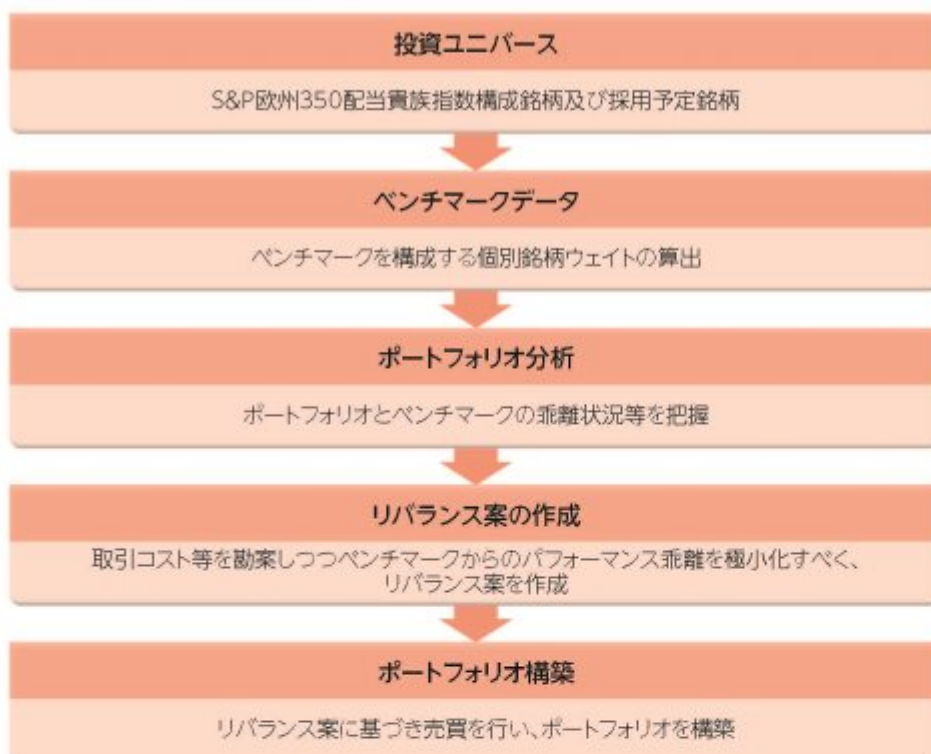 投資ユニバース
S&P欧州350配当貴族指数構成銘柄及び採用予定銘柄
ベンチマークデータ
ベンチマークを構成する個別銘柄ウェイトの算出
ポートフォリオ分析
ポートフォリオとベンチマークの乖離状況等を把握
リバランス案の作成
取引コスト等を勘案しつつベンチマークからのパフォーマンス乖離を極小化すべく、
リバランス案を作成
ポートフォリオ構築
リバランス案に基づき売買を行い、ポートフォリオを構築